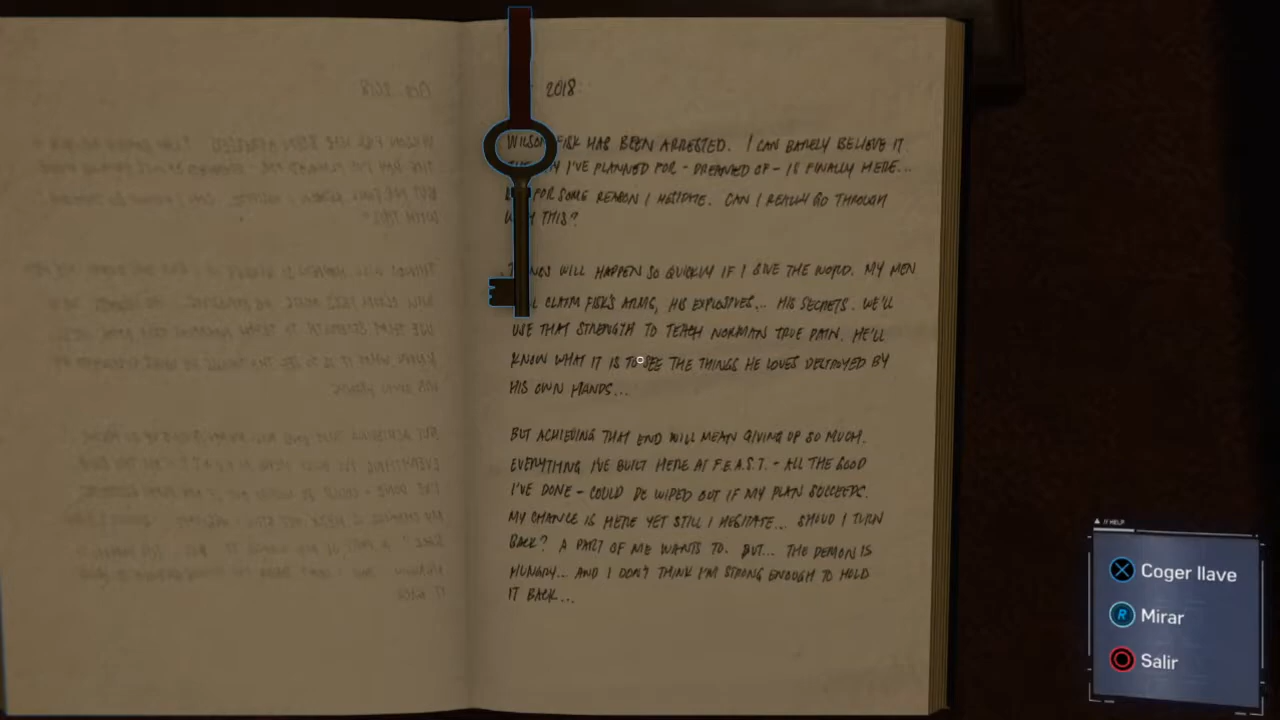 2018
WILSON FISK HAS BEEN ARRESTED. I CAN BARELY BELIEVE IT.
I'VE PLANNED FOR - DREAMED OF - IS FINALLY HERE...
FOR SOME REASON I HESITATE. CAN I REALLY GO THROUGH
THIS?
THINGS WILL HAPPEN SO QUICKLY IF I GIVE THE WORD. MY MEN
CLAIM FISK'S ARMS, HIS EXPLOSIVES... HIS SECRETS. WE'LL
USE THAT STRENGTH TO TEACH NORMAN TRUE PAIN. HE'LL
KNOW WHAT IT IS TO SEE THE THINGS HE LOVES DESTROYED BY
HIS OWN HANDS...
BUT ACHIEVING THAT END WILL MEAN GIVING UP SO MUCH.
EVERYTHING I'VE BUILT HERE AT F.E.A.S.T. - ALL THE GOOD
I'VE DONE - COULD BE WIPED OUT IF MY PLAN SUCCEEDS.
MY CHANCE IS HERE YET STILL I HESITATE... SHOUD I TURN
BACK? A PART OF ME WANTS TO. BUT... THE DEMON IS
HUNGRY... AND I DON'T THINK I'M STRONG ENOUGH TO HOLD
IT BACK...
HELP
Coger llave
R Mirar
Salir